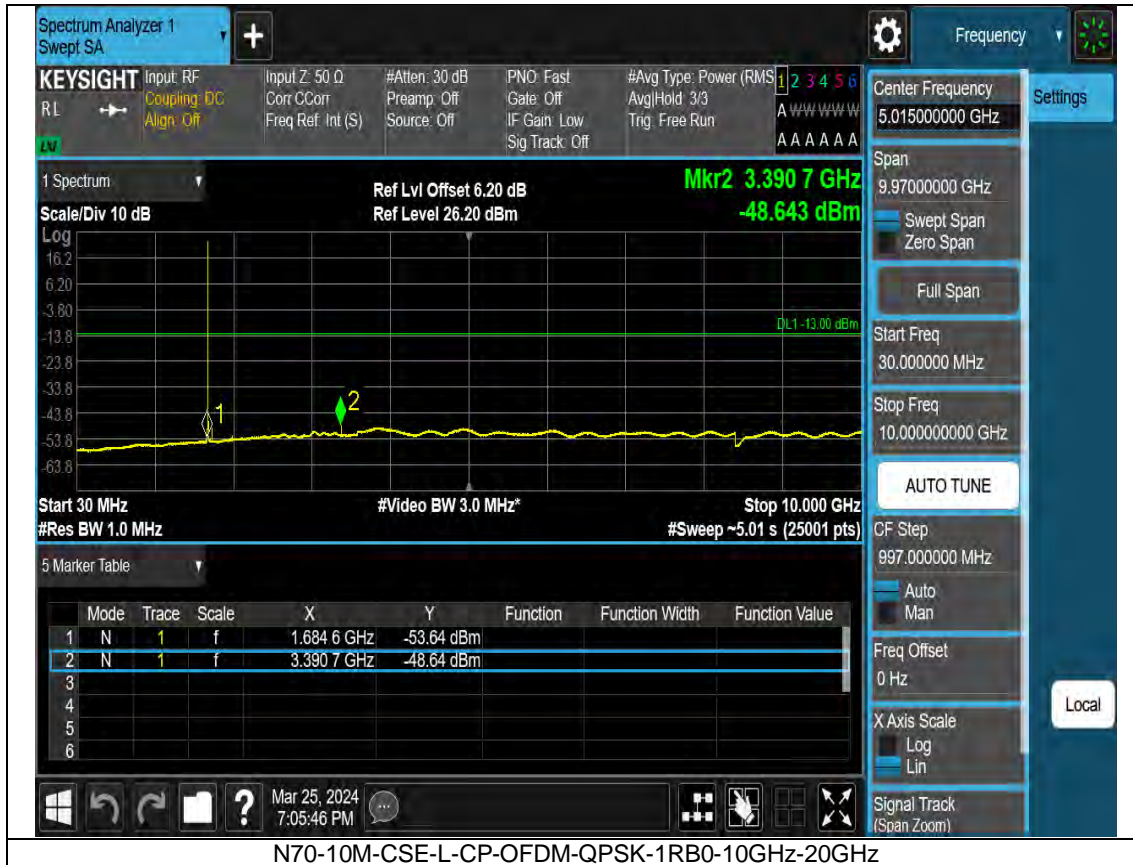 Spectrum Analyzer 1
Swept SA
+
Frequency
KEYSIGHT
RL
LXI
Input: RF
Coupling: DC
Align: Off
Input Z: 50 Ω
Corr CCorr
Freq Ref: Int (S)
#Atten: 30 dB
Preamp: Off
Source: Off
PNO: Fast
Gate: Off
IF Gain: Low
Sig Track: Off
#Avg Type: Power (RMS
Avg|Hold: 3/3
Trig: Free Run
1 2 3 4 5 6
A W W W W W
A A A A A A
1 Spectrum
Scale/Div 10 dB
Ref Lvl Offset 6.20 dB
Ref Level 26.20 dBm
Mkr2 3.390 7 GHz
-48.643 dBm
Log
16.2
6.20
-3.80
-13.8
-23.8
-33.8
-43.8
-53.8
-63.8
DL1 -13.00 dBm
1
2
Start 30 MHz
#Res BW 1.0 MHz
#Video BW 3.0 MHz*
Stop 10.000 GHz
#Sweep ~5.01 s (25001 pts)
5 Marker Table
Mode Trace Scale X Y Function Function Width Function Value
1 N 1 f 1.684 6 GHz -53.64 dBm
2 N 1 f 3.390 7 GHz -48.64 dBm
3
4
5
6
Mar 25, 2024
7:05:46 PM
?
Center Frequency
5.015000000 GHz
Span
9.97000000 GHz
Swept Span
Zero Span
Full Span
Start Freq
30.000000 MHz
Stop Freq
10.000000000 GHz
AUTO TUNE
CF Step
997.000000 MHz
Auto
Man
Freq Offset
0 Hz
X Axis Scale
Log
Lin
Signal Track
(Span Zoom)
Settings
Local
N70-10M-CSE-L-CP-OFDM-QPSK-1RB0-10GHz-20GHz